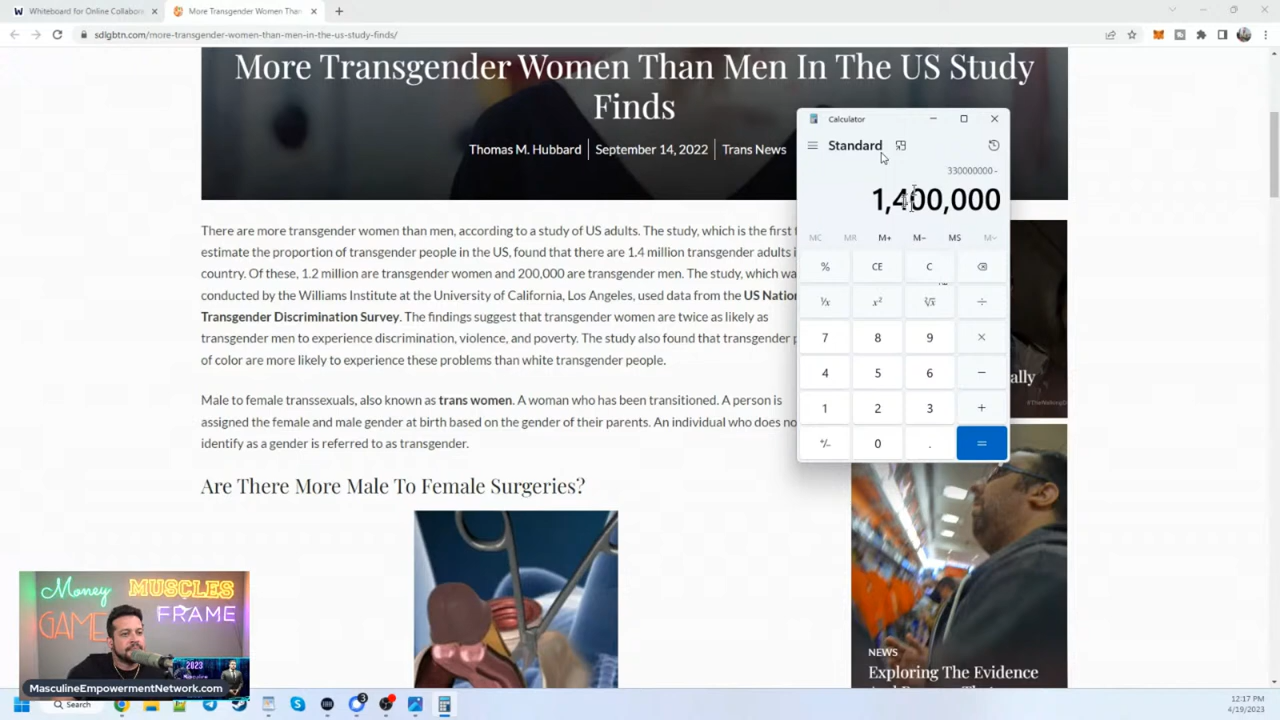 Whiteboard for Online Collabora
More Transgender Women Than
sdlgbtn.com/more-transgender-women-than-men-in-the-us-study-finds/
More Transgender Women Than Men In The US Study
Finds
Thomas M. Hubbard
September 14, 2022
Trans News
There are more transgender women than men, according to a study of US adults. The study, which is the first t
estimate the proportion of transgender people in the US, found that there are 1.4 million transgender adults i
country. Of these, 1.2 million are transgender women and 200,000 are transgender men. The study, which wa
conducted by the Williams Institute at the University of California, Los Angeles, used data from the US Nation
Transgender Discrimination Survey. The findings suggest that transgender women are twice as likely as
transgender men to experience discrimination, violence, and poverty. The study also found that transgender p
of color are more likely to experience these problems than white transgender people.
Male to female transsexuals, also known as trans women. A woman who has been transitioned. A person is
assigned the female and male gender at birth based on the gender of their parents. An individual who does no
identify as a gender is referred to as transgender.
Are There More Male To Female Surgeries?
Calculator
Standard
330000000 -
1,400,000
MC MR M+ M− MS M˅
% CE C
⅟x x² ²√x ÷
7 8 9 ×
4 5 6 −
1 2 3 +
+/− 0 . =
ally
NEWS
Exploring The Evidence
Money MUSCLES
GAME FRAME
2023
MasculineEmpowermentNetwork.com
Search
3
12:17 PM
4/19/2023